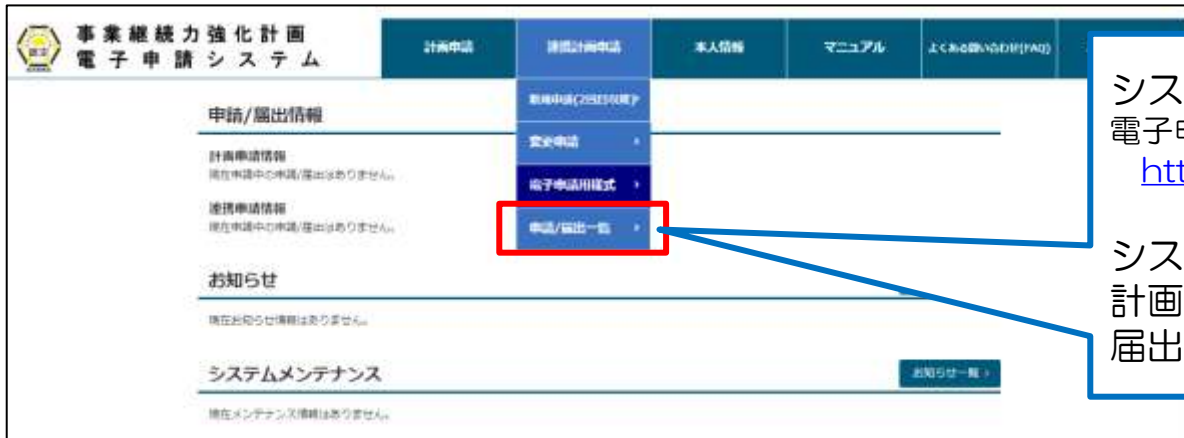 事業継続力強化計画
電子申請システム
計画申請
連携計画申請
本人情報
マニュアル
よくある問い合わせ(FAQ)
変更申請
電子申請用様式
申請/届出一覧
申請/届出情報
計画申請情報
現在申請中の申請/届出はありません。
連携申請情報
現在申請中の申請/届出はありません。
お知らせ
現在お知らせ情報はありません。
システムメンテナンス
お知らせ一覧
現在メンテナンス情報はありません。
シス
電子申
htt
シス
計画
届出